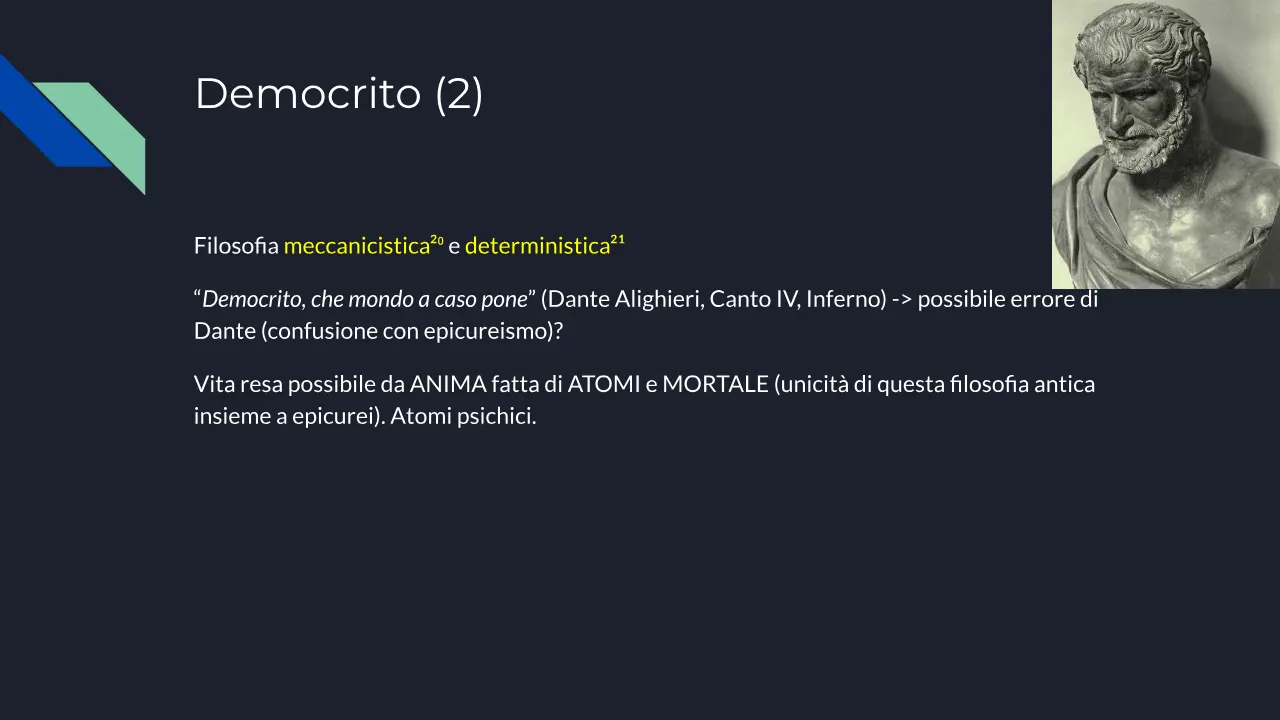 Democrito (2)
Filosofia meccanicistica²⁰ e deterministica²¹
“Democrito, che mondo a caso pone” (Dante Alighieri, Canto IV, Inferno) -> possibile errore di
Dante (confusione con epicureismo)?
Vita resa possibile da ANIMA fatta di ATOMI e MORTALE (unicità di questa filosofia antica
insieme a epicurei). Atomi psichici.